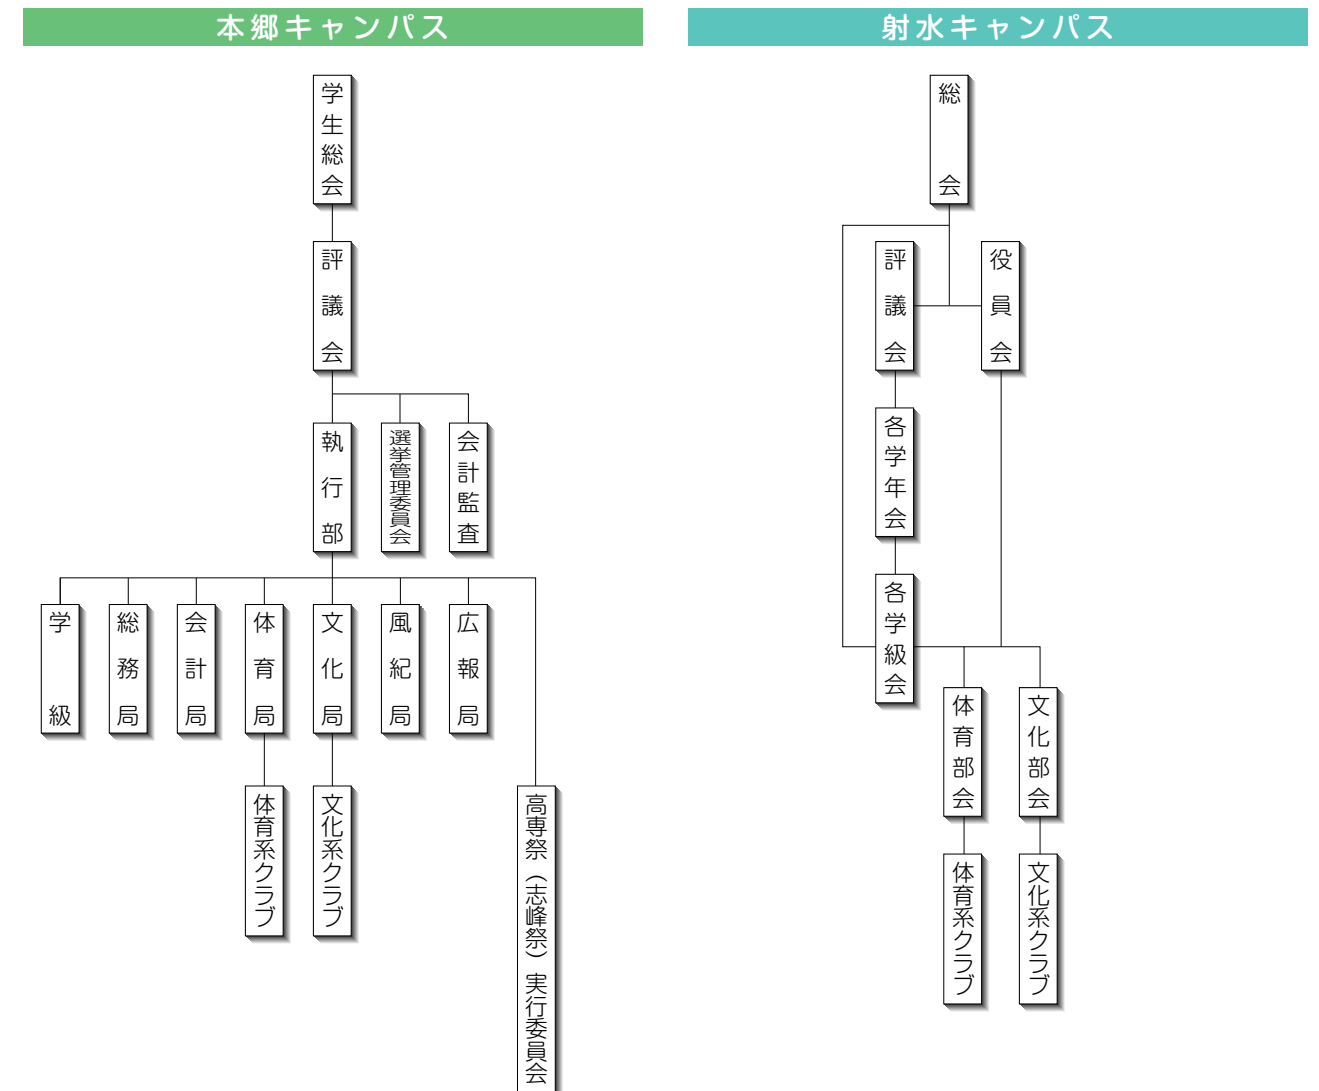 本郷キャンパス
学生総会
評議会
執行部
選挙管理委員会
会計監査
学級
総務局
会計局
体育局
文化局
風紀局
広報局
体育系クラブ
文化系クラブ
高専祭（志峰祭）実行委員会
射水キャンパス
総会
評議会
役員会
各学年会
各学級会
体育部会
文化部会
体育系クラブ
文化系クラブ